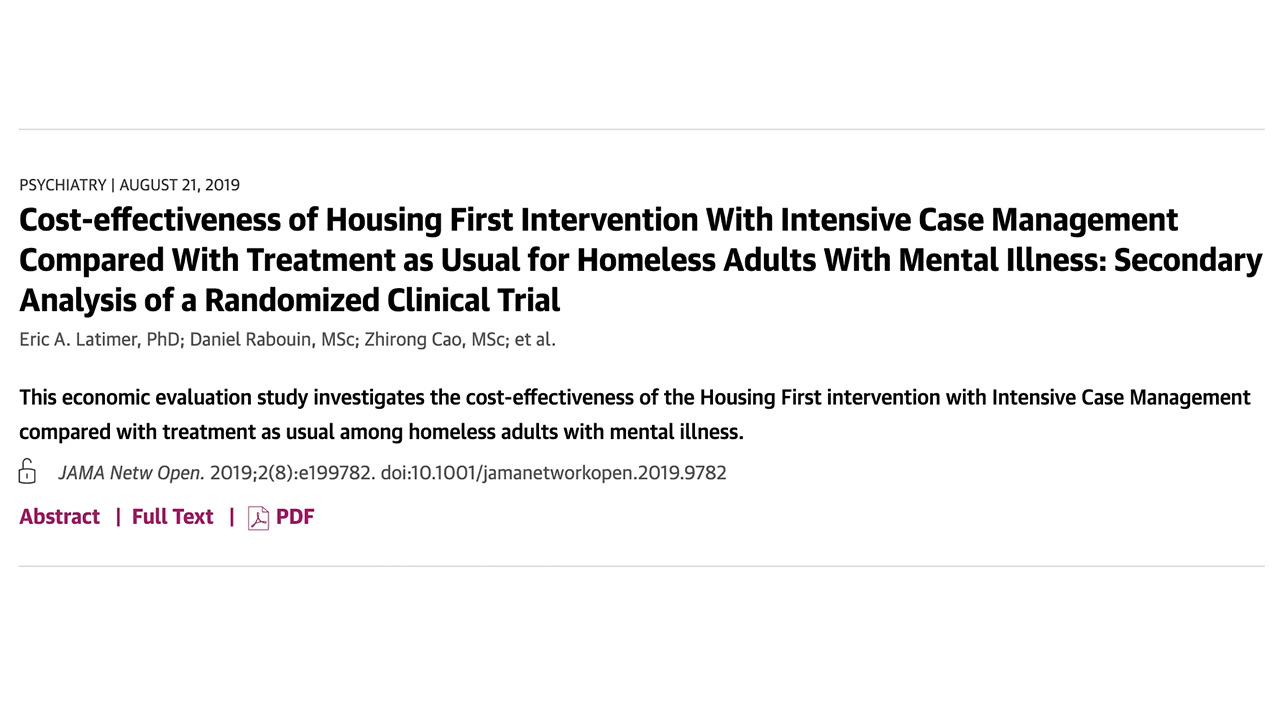 PSYCHIATRY | AUGUST 21, 2019
Cost-effectiveness of Housing First Intervention With Intensive Case Management
Compared With Treatment as Usual for Homeless Adults With Mental Illness: Secondary
Analysis of a Randomized Clinical Trial
Eric A. Latimer, PhD; Daniel Rabouin, MSc; Zhirong Cao, MSc; et al.
This economic evaluation study investigates the cost-effectiveness of the Housing First intervention with Intensive Case Management
compared with treatment as usual among homeless adults with mental illness.
JAMA Netw Open. 2019;2(8):e199782. doi:10.1001/jamanetworkopen.2019.9782
Abstract | Full Text | PDF